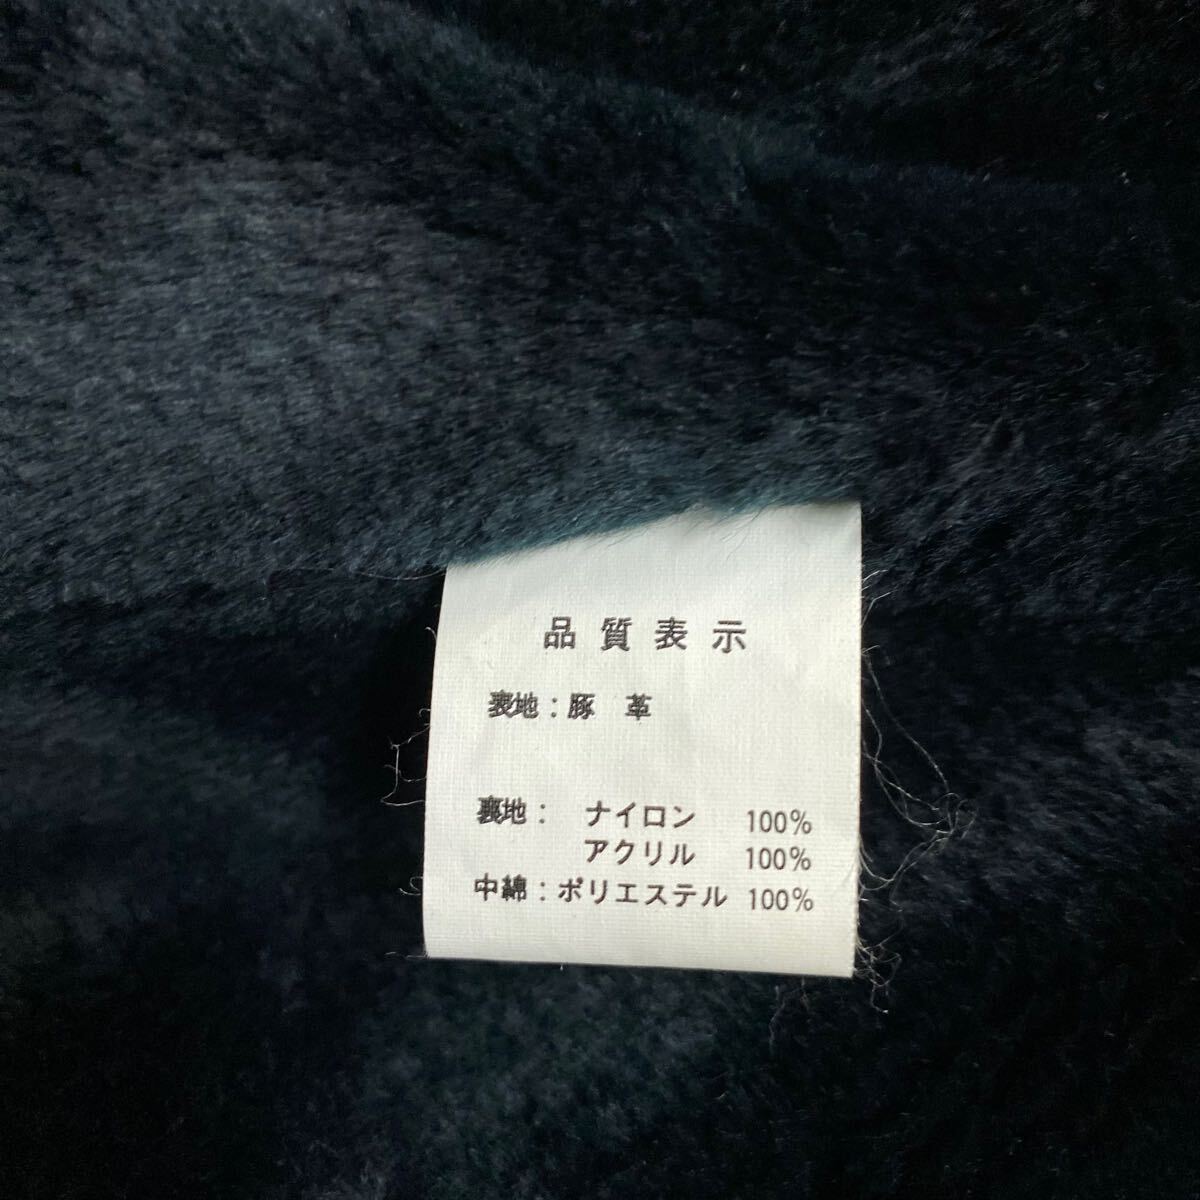 品質表示
表地：豚 革
裏地： ナイロン 100%
アクリル 100%
中綿：ポリエステル 100%